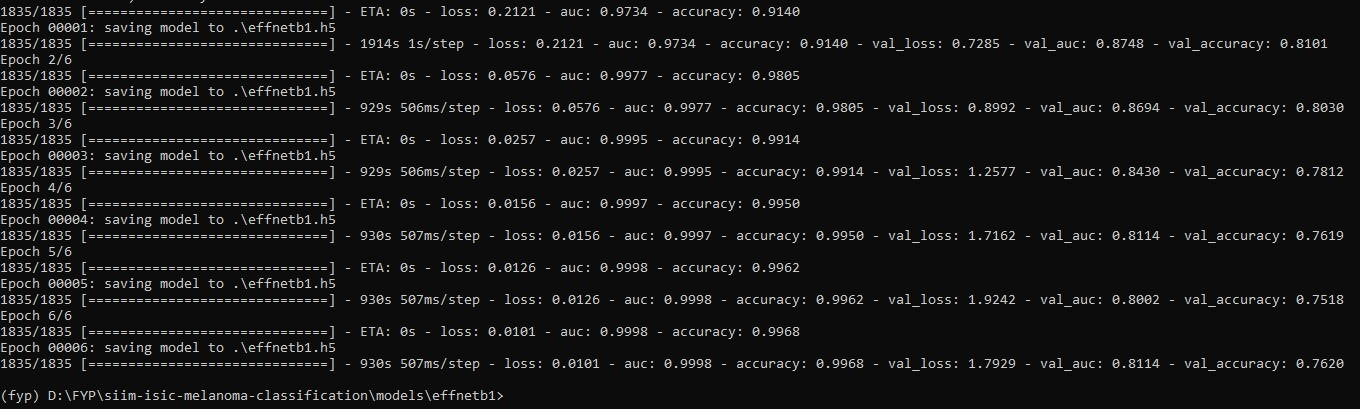 1835/1835 [==============================] - ETA: 0s - loss: 0.2121 - auc: 0.9734 - accuracy: 0.9140
Epoch 00001: saving model to .\effnetb1.h5
1835/1835 [==============================] - 1914s 1s/step - loss: 0.2121 - auc: 0.9734 - accuracy: 0.9140 - val_loss: 0.7285 - val_auc: 0.8748 - val_accuracy: 0.8101
Epoch 2/6
1835/1835 [==============================] - ETA: 0s - loss: 0.0576 - auc: 0.9977 - accuracy: 0.9805
Epoch 00002: saving model to .\effnetb1.h5
1835/1835 [==============================] - 929s 506ms/step - loss: 0.0576 - auc: 0.9977 - accuracy: 0.9805 - val_loss: 0.8992 - val_auc: 0.8694 - val_accuracy: 0.8030
Epoch 3/6
1835/1835 [==============================] - ETA: 0s - loss: 0.0257 - auc: 0.9995 - accuracy: 0.9914
Epoch 00003: saving model to .\effnetb1.h5
1835/1835 [==============================] - 929s 506ms/step - loss: 0.0257 - auc: 0.9995 - accuracy: 0.9914 - val_loss: 1.2577 - val_auc: 0.8430 - val_accuracy: 0.7812
Epoch 4/6
1835/1835 [==============================] - ETA: 0s - loss: 0.0156 - auc: 0.9997 - accuracy: 0.9950
Epoch 00004: saving model to .\effnetb1.h5
1835/1835 [==============================] - 930s 507ms/step - loss: 0.0156 - auc: 0.9997 - accuracy: 0.9950 - val_loss: 1.7162 - val_auc: 0.8114 - val_accuracy: 0.7619
Epoch 5/6
1835/1835 [==============================] - ETA: 0s - loss: 0.0126 - auc: 0.9998 - accuracy: 0.9962
Epoch 00005: saving model to .\effnetb1.h5
1835/1835 [==============================] - 930s 507ms/step - loss: 0.0126 - auc: 0.9998 - accuracy: 0.9962 - val_loss: 1.9242 - val_auc: 0.8002 - val_accuracy: 0.7518
Epoch 6/6
1835/1835 [==============================] - ETA: 0s - loss: 0.0101 - auc: 0.9998 - accuracy: 0.9968
Epoch 00006: saving model to .\effnetb1.h5
1835/1835 [==============================] - 930s 507ms/step - loss: 0.0101 - auc: 0.9998 - accuracy: 0.9968 - val_loss: 1.7929 - val_auc: 0.8114 - val_accuracy: 0.7620
(fyp) D:\FYP\siim-isic-melanoma-classification\models\effnetb1>